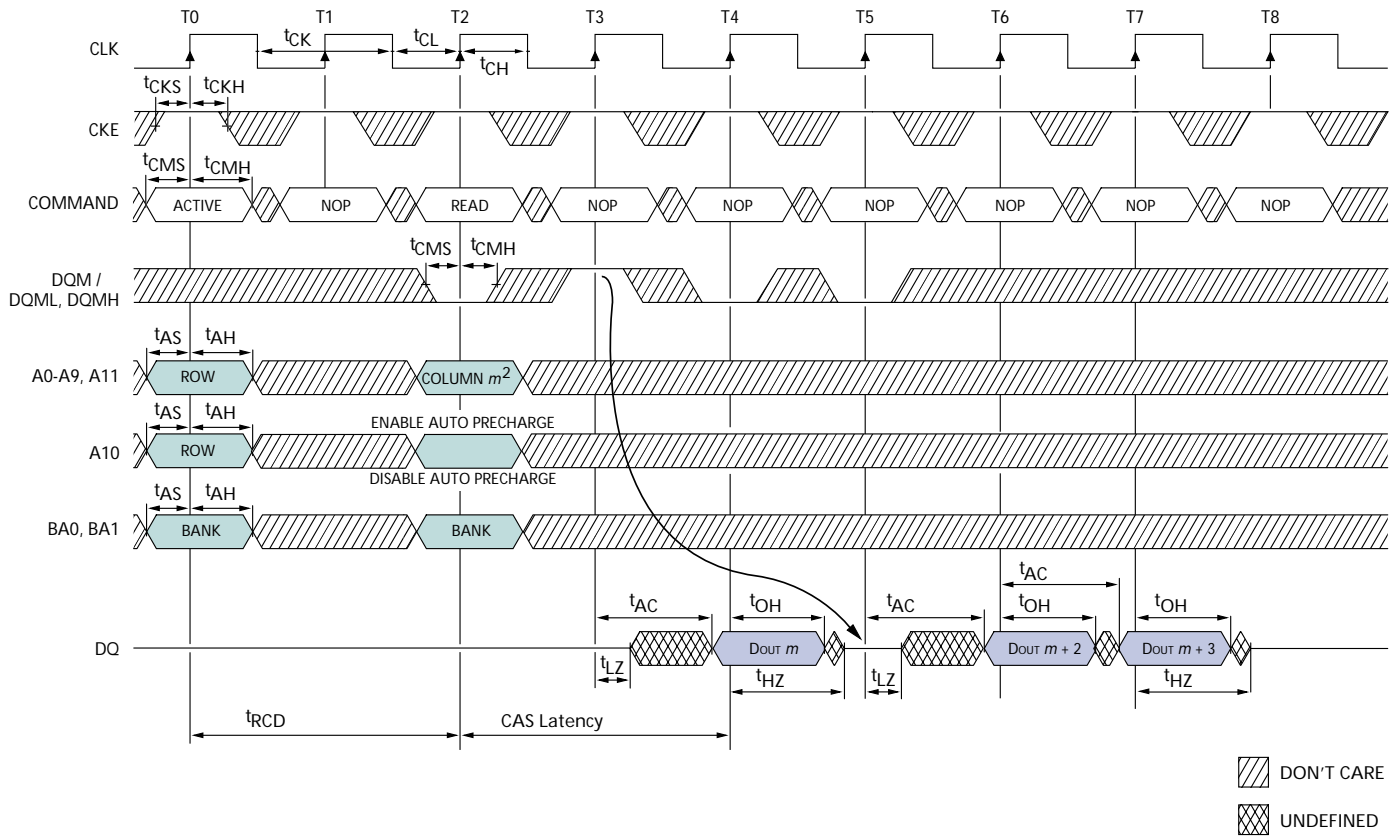 T0 T1 T2 T3 T4 T5 T6 T7 T8
CLK
tCK tCL
tCH
tCKS tCKH
CKE
tCMS tCMH
COMMAND ACTIVE NOP READ NOP NOP NOP NOP NOP NOP
tCMS tCMH
DQM /
DQML, DQMH
tAS tAH
A0-A9, A11 ROW COLUMN m2
tAS tAH ENABLE AUTO PRECHARGE
A10 ROW
DISABLE AUTO PRECHARGE
tAS tAH
BA0, BA1 BANK BANK
tAC
tAC tOH tAC tOH tOH
DQ DOUT m DOUT m + 2 DOUT m + 3
tLZ tHZ tLZ tHZ
tRCD CAS Latency
DON'T CARE
UNDEFINED